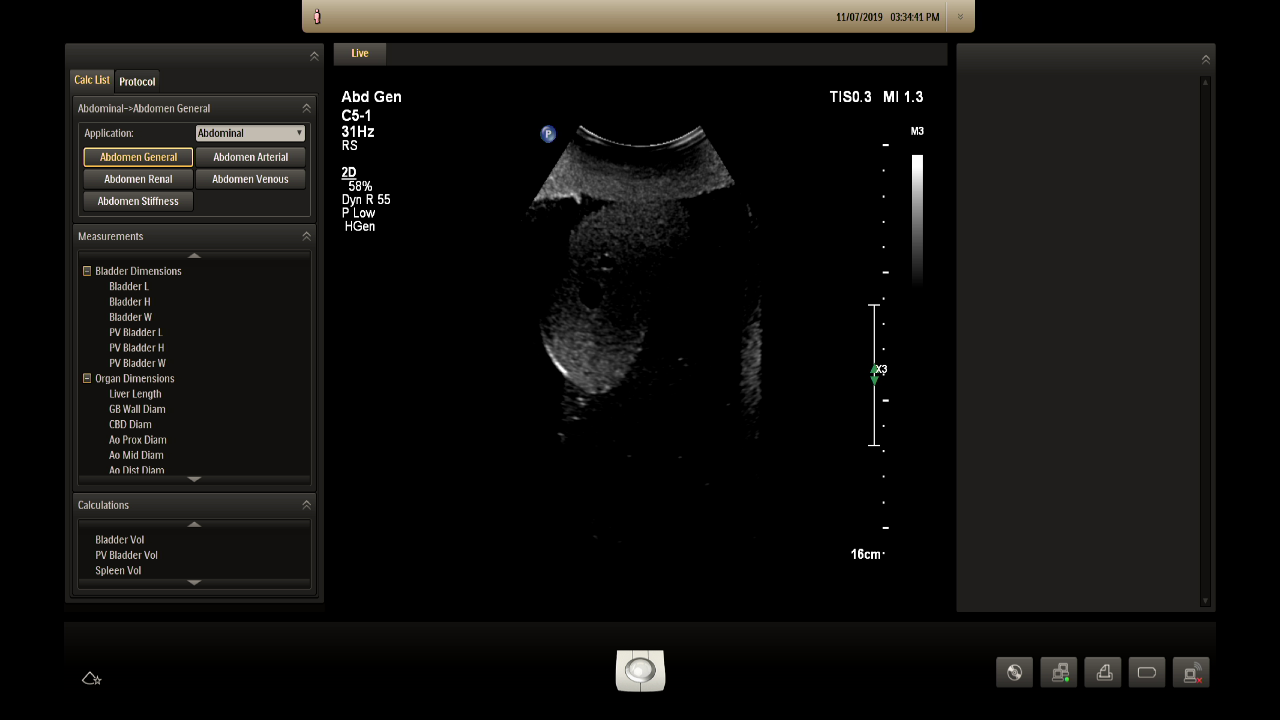 11/07/2019 03:34:41 PM
Live
Calc List Protocol
Abdominal->Abdomen General
Application: Abdominal
Abdomen General Abdomen Arterial
Abdomen Renal Abdomen Venous
Abdomen Stiffness
Measurements
Bladder Dimensions
Bladder L
Bladder H
Bladder W
PV Bladder L
PV Bladder H
PV Bladder W
Organ Dimensions
Liver Length
GB Wall Diam
CBD Diam
Ao Prox Diam
Ao Mid Diam
Ao Dist Diam
Calculations
Bladder Vol
PV Bladder Vol
Spleen Vol
Abd Gen
C5-1
31Hz
RS
2D
58%
Dyn R 55
P Low
HGen
P
TIS0.3 MI 1.3
M3
X3
16cm